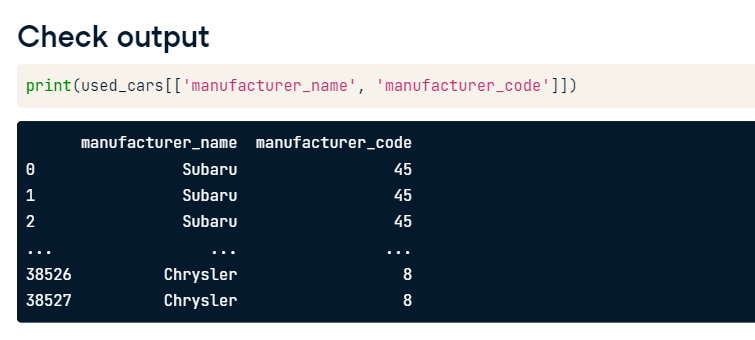 Check output
print(used_cars[['manufacturer_name', 'manufacturer_code']])
manufacturer_name manufacturer_code
0 Subaru 45
1 Subaru 45
2 Subaru 45
... ... ...
38526 Chrysler 8
38527 Chrysler 8